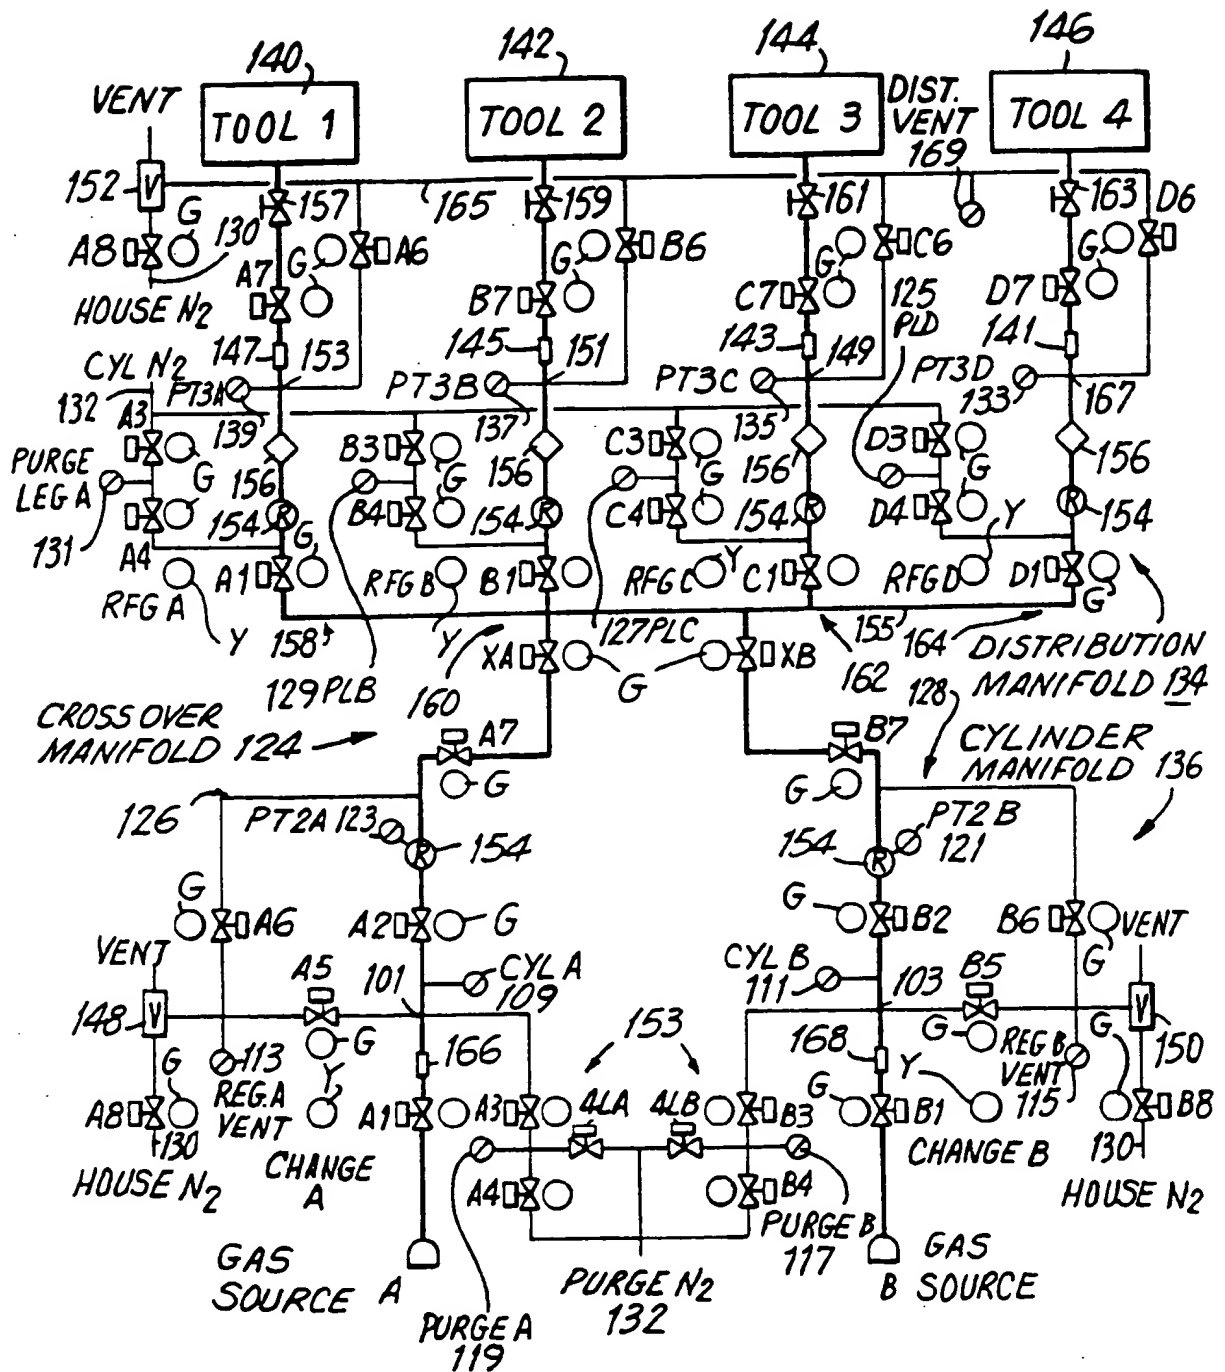 140
142
144
146
VENT
TOOL 1
TOOL 2
TOOL 3
DIST.
VENT
169
TOOL 4
152
V
157
165
159
161
163
D6
A8
G
130
A7
G
A6
G
B6
G
C6
G
HOUSE N2
B7
C7
125
PLD
D7
147
153
145
151
143
149
141
CYL N2
132
PT3A
PT3B
PT3C
PT3D
133
167
A3
139
B3
137
C3
135
D3
PURGE
LEG A
G
156
G
156
G
156
G
156
131
A4
154
R
G
B4
154
R
C4
154
R
D4
Y
R
154
RFG A
A1
RFG B
B1
RFG C
Y
C1
RFG D
D1
G
Y
158
Y
127 PLC
155
164
129 PLB
160
XA
G
XB
162
DISTRIBUTION
MANIFOLD 134
128
CROSS OVER
MANIFOLD 124
A7
G
B7
G
CYLINDER
MANIFOLD 136
126
PT2A 123
R
154
154
R
PT2 B
121
G
A6
A2
G
G
B2
B6
G
VENT
VENT
A5
101
CYL A
109
CYL B
111
103
B5
148
V
G
113
REG.A
VENT
G
Y
166
153
168
G
REG B
VENT
115
G
V
150
A8
G
130
A1
A3
4LA
4LB
B3
G
Y
B1
B8
HOUSE N2
CHANGE
A
A4
B4
CHANGE B
130
HOUSE N2
PURGE B
117
GAS
SOURCE A
PURGE N2
132
B GAS
SOURCE
PURGE A
119